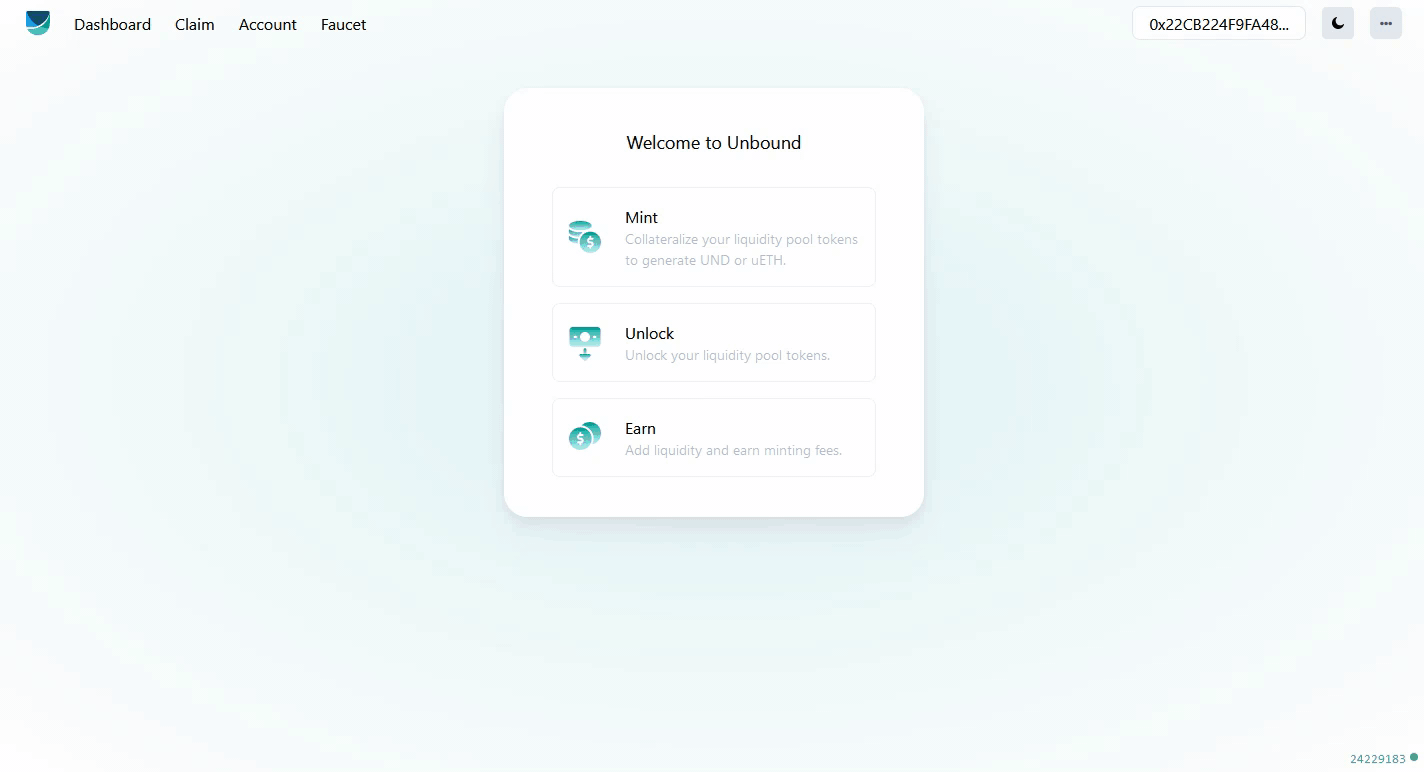 Dashboard Claim Account Faucet 0x22CB224F9FA48...
Welcome to Unbound
Mint
Collateralize your liquidity pool tokens
to generate UND or uETH.
Unlock
Unlock your liquidity pool tokens.
Earn
Add liquidity and earn minting fees.
24229183